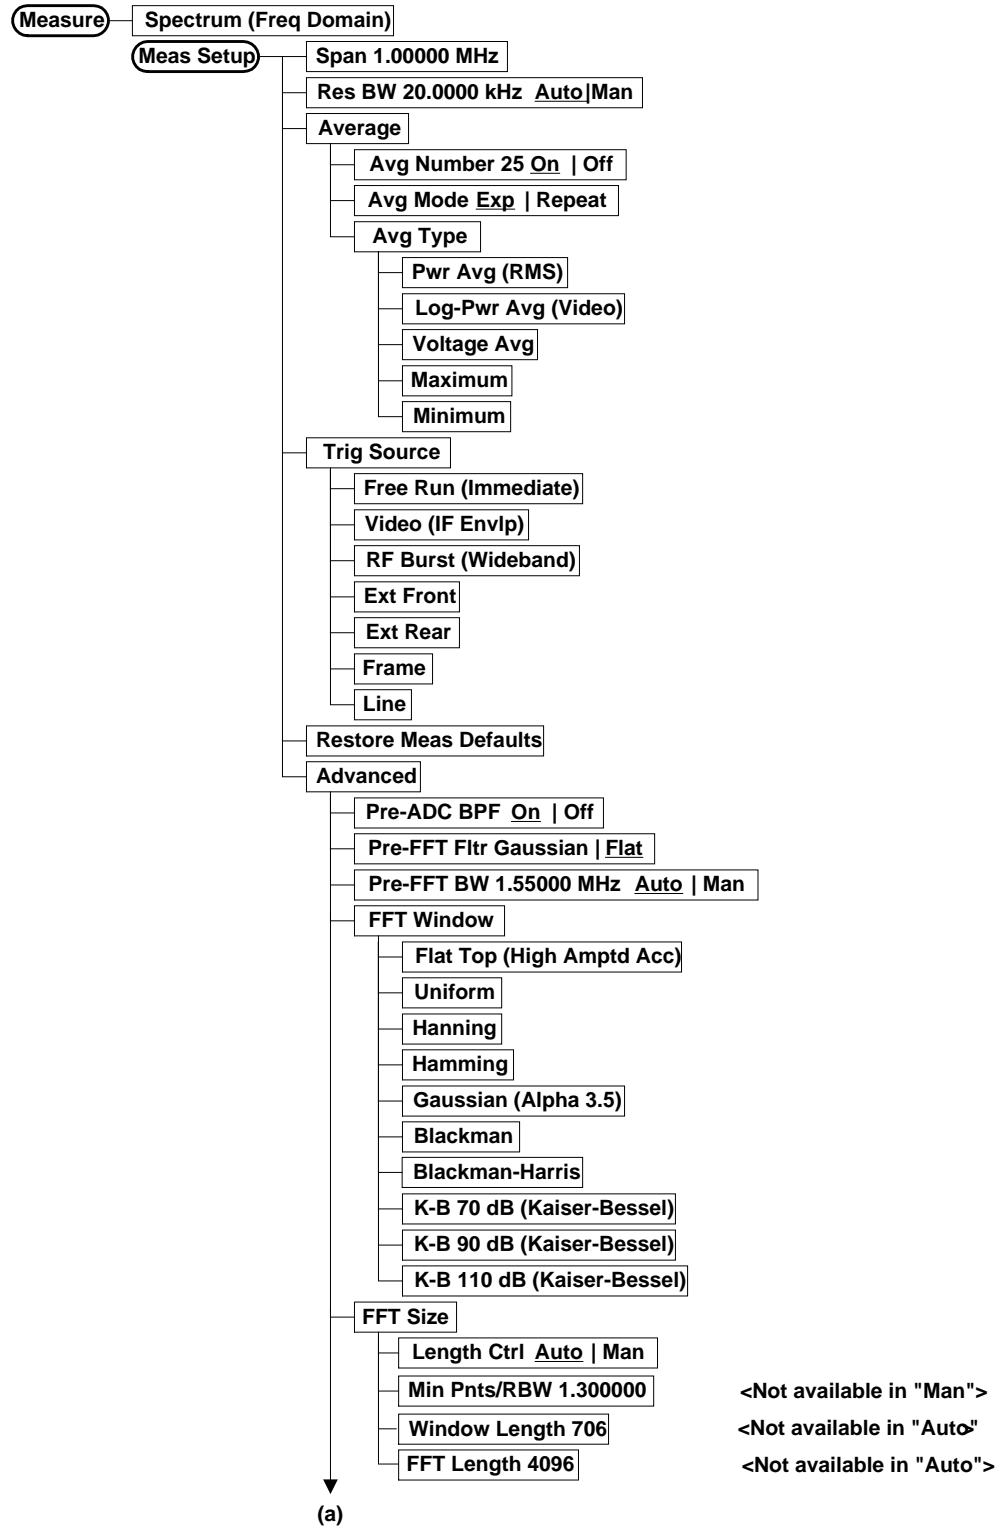 Measure Spectrum (Freq Domain)
Meas Setup Span 1.00000 MHz
Res BW 20.0000 kHz Auto|Man
Average
Avg Number 25 On | Off
Avg Mode Exp | Repeat
Avg Type
Pwr Avg (RMS)
Log-Pwr Avg (Video)
Voltage Avg
Maximum
Minimum
Trig Source
Free Run (Immediate)
Video (IF Envlp)
RF Burst (Wideband)
Ext Front
Ext Rear
Frame
Line
Restore Meas Defaults
Advanced
Pre-ADC BPF On | Off
Pre-FFT Fltr Gaussian | Flat
Pre-FFT BW 1.55000 MHz Auto | Man
FFT Window
Flat Top (High Amptd Acc)
Uniform
Hanning
Hamming
Gaussian (Alpha 3.5)
Blackman
Blackman-Harris
K-B 70 dB (Kaiser-Bessel)
K-B 90 dB (Kaiser-Bessel)
K-B 110 dB (Kaiser-Bessel)
FFT Size
Length Ctrl Auto | Man
Min Pnts/RBW 1.300000 <Not available in "Man">
Window Length 706 <Not available in "Auto">
FFT Length 4096 <Not available in "Auto">
(a)